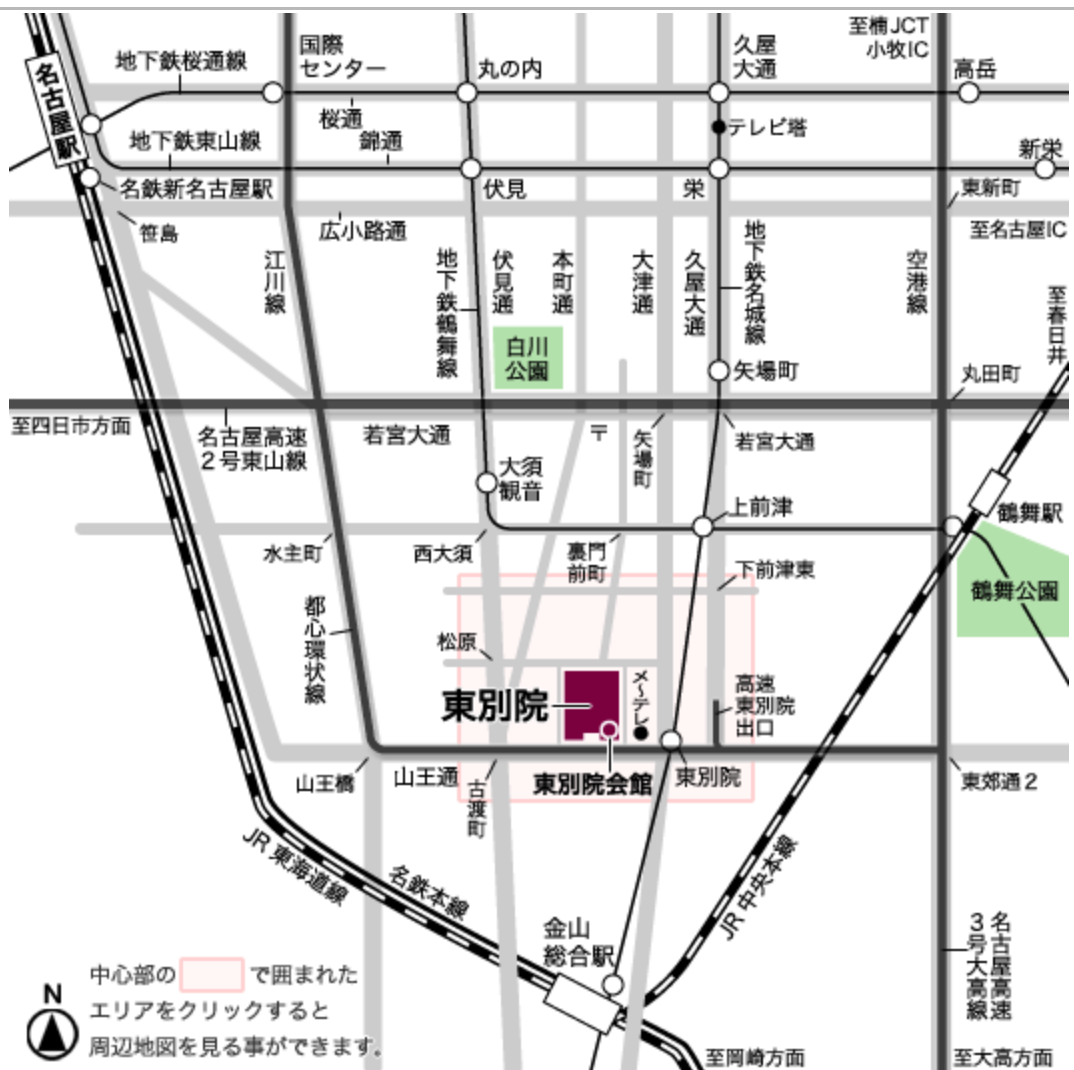 至楠JCT
小牧IC
国際
センター
久屋
大通
地下鉄桜通線
丸の内
高岳
名古屋駅
桜通
テレビ塔
地下鉄東山線
錦通
新栄
名鉄新名古屋駅
伏見
栄
東新町
笹島
広小路通
至名古屋IC
江川線
地下鉄鶴舞線
伏見通
本町通
大津通
久屋大通
地下鉄名城線
空港線
至春日井
白川
公園
矢場町
丸田町
至四日市方面
名古屋高速
2号東山線
若宮大通
〒
矢場町
若宮大通
大須
観音
上前津
鶴舞駅
水主町
西大須
裏門
前町
下前津東
鶴舞公園
都心環状線
松原
東別院
メ〜テレ
高速
東別院
出口
山王橋
山王通
古渡町
東別院会館
東別院
東郊通2
JR東海道線
名鉄本線
JR中央本線
金山
総合駅
名古屋高速
3号大高線
N
中心部の で囲まれた
エリアをクリックすると
周辺地図を見る事ができます。
至岡崎方面
至大高方面